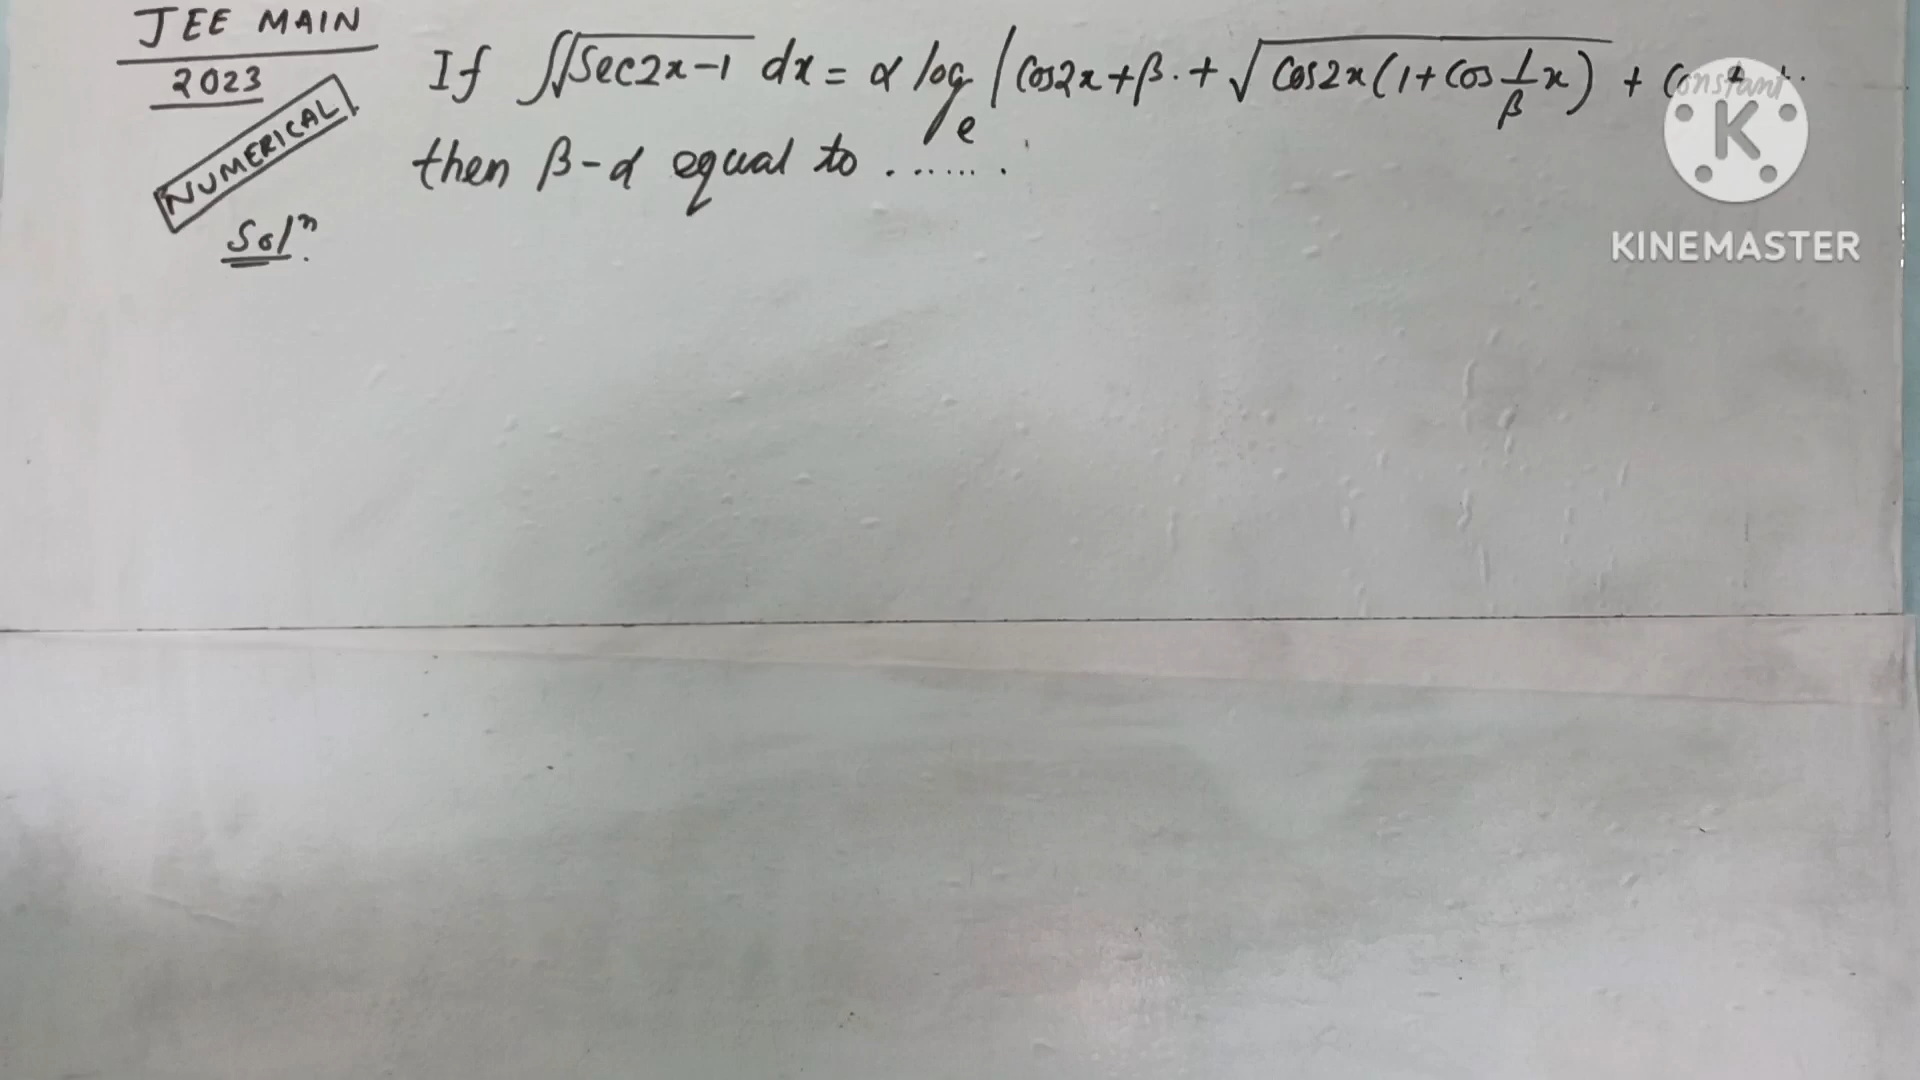 JEE MAIN
2023
NUMERICAL
If ∫√sec2x-1 dx = α log_e |Cos2x+β.+√Cos2x(1+Cos 1/β x) + Constant.
then β-α equal to .......
Solⁿ.
K
KINEMASTER